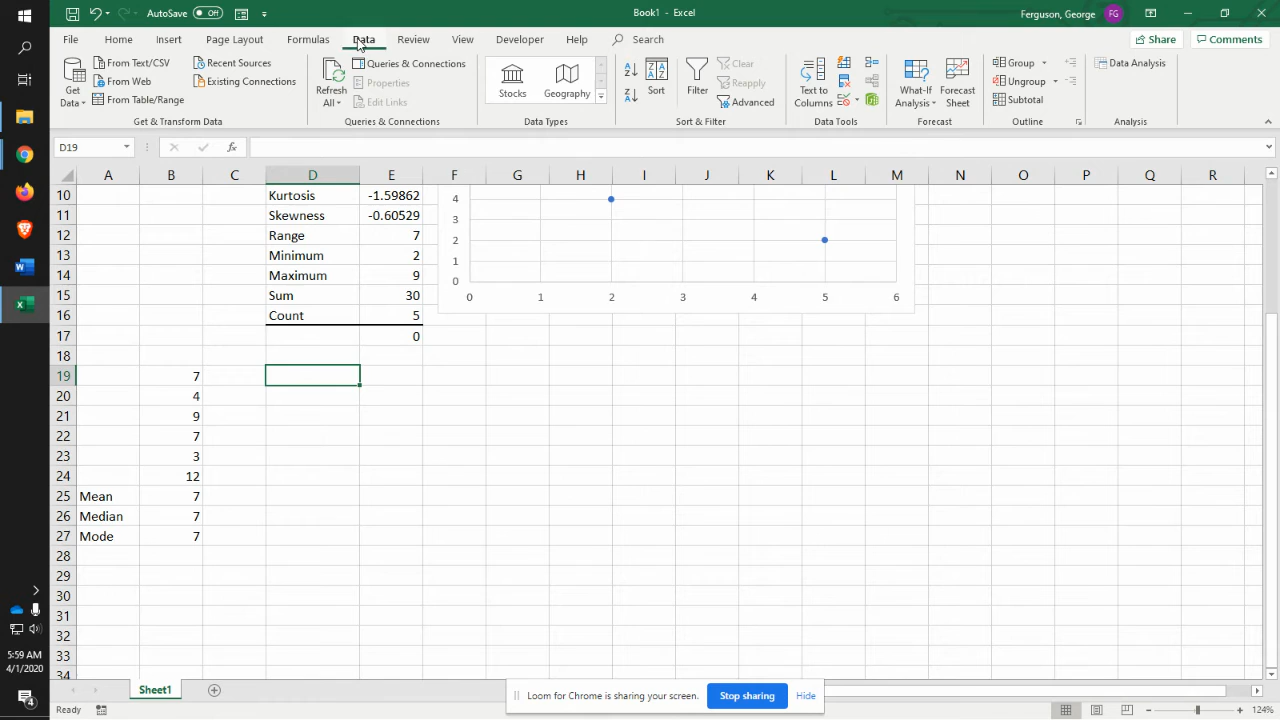 AutoSave Off Book1 - Excel Ferguson, George FG
File Home Insert Page Layout Formulas Data Review View Developer Help Search Share Comments
Get Data From Text/CSV From Web From Table/Range Recent Sources Existing Connections
Get & Transform Data
Refresh All Queries & Connections Properties Edit Links
Queries & Connections
Stocks Geography
Data Types
Sort Filter Clear Reapply Advanced
Sort & Filter
Text to Columns
Data Tools
What-If Analysis Forecast Sheet
Forecast
Group Ungroup Subtotal
Outline
Data Analysis
Analysis
D19 fx
A B C D E F G H I J K L M N O P Q R
10 Kurtosis -1.59862
11 Skewness -0.60529
12 Range 7
13 Minimum 2
14 Maximum 9
15 Sum 30
16 Count 5
17 0
18
19 7
20 4
21 9
22 7
23 3
24 12
25 Mean 7
26 Median 7
27 Mode 7
28
29
30
31
32
33
34
4
3
2
1
0
0 1 2 3 4 5 6
5:59 AM
4/1/2020
4
Sheet1
Loom for Chrome is sharing your screen. Stop sharing Hide
Ready 124%